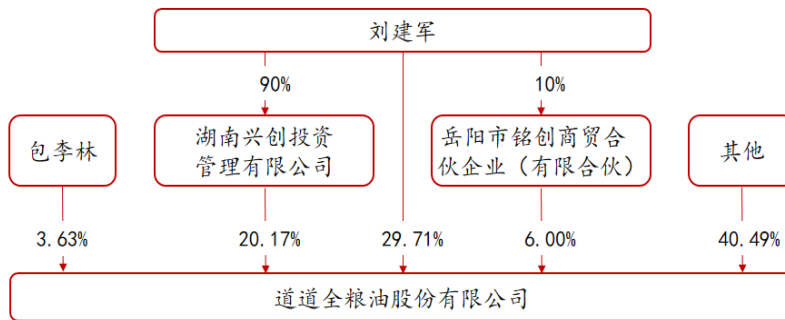 刘建军
90%
10%
包李林
湖南兴创投资
管理有限公司
岳阳市铭创商贸合
伙企业（有限合伙）
其他
3.63%
20.17%
29.71%
6.00%
40.49%
道道全粮油股份有限公司